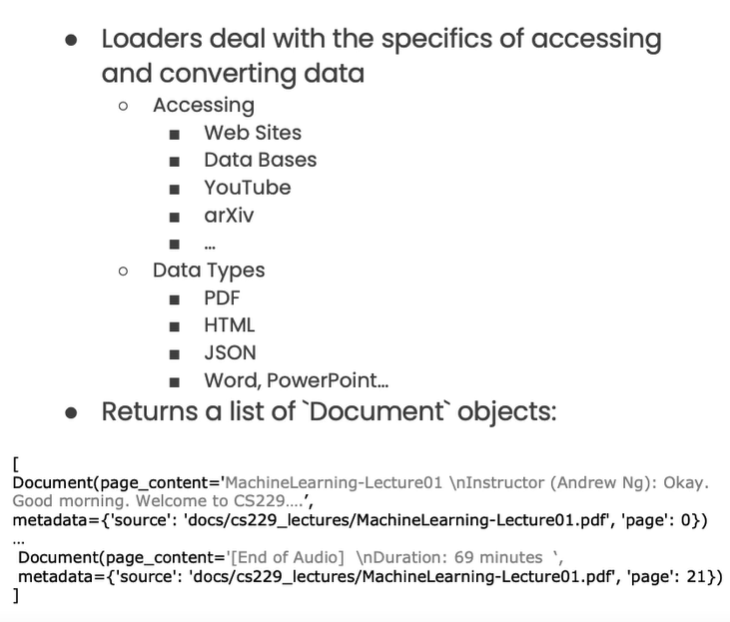 ● Loaders deal with the specifics of accessing
and converting data
○ Accessing
■ Web Sites
■ Data Bases
■ YouTube
■ arXiv
■ ...
○ Data Types
■ PDF
■ HTML
■ JSON
■ Word, PowerPoint...
● Returns a list of `Document` objects:
[
Document(page_content='MachineLearning-Lecture01 \nInstructor (Andrew Ng): Okay.
Good morning. Welcome to CS229....',
metadata={'source': 'docs/cs229_lectures/MachineLearning-Lecture01.pdf', 'page': 0})
...
Document(page_content='[End of Audio] \nDuration: 69 minutes ‘,
metadata={'source': 'docs/cs229_lectures/MachineLearning-Lecture01.pdf', 'page': 21})
]